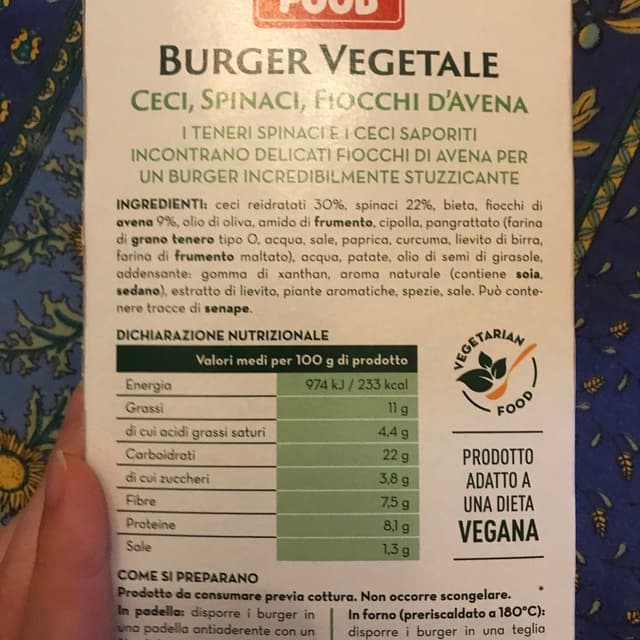 FOOD
BURGER VEGETALE
CECI, SPINACI, FIOCCHI D'AVENA
I TENERI SPINACI E I CECI SAPORITI
INCONTRANO DELICATI FIOCCHI DI AVENA PER
UN BURGER INCREDIBILMENTE STUZZICANTE
INGREDIENTI: ceci reidratati 30%, spinaci 22%, bieta, fiocchi di
avena 9%, olio di oliva, amido di frumento, cipolla, pangrattato (farina
di grano tenero tipo 0, acqua, sale, paprica, curcuma, lievito di birra,
farina di frumento maltato), acqua, patate, olio di semi di girasole,
addensante: gomma di xanthan, aroma naturale (contiene soia,
sedano), estratto di lievito, piante aromatiche, spezie, sale. Può conte-
nere tracce di senape.
DICHIARAZIONE NUTRIZIONALE
Valori medi per 100 g di prodotto
Energia 974 kJ / 233 kcal
Grassi 11 g
di cui acidi grassi saturi 4,4 g
Carboidrati 22 g
di cui zuccheri 3,8 g
Fibre 7,5 g
Proteine 8,1 g
Sale 1,3 g
VEGETARIAN
FOOD
PRODOTTO
ADATTO A
UNA DIETA
VEGANA
COME SI PREPARANO
Prodotto da consumare previa cottura. Non occorre scongelare.
In padella: disporre i burger in
una padella antiaderente con un
In forno (preriscaldato a 180°C):
disporre i burger in una teglia